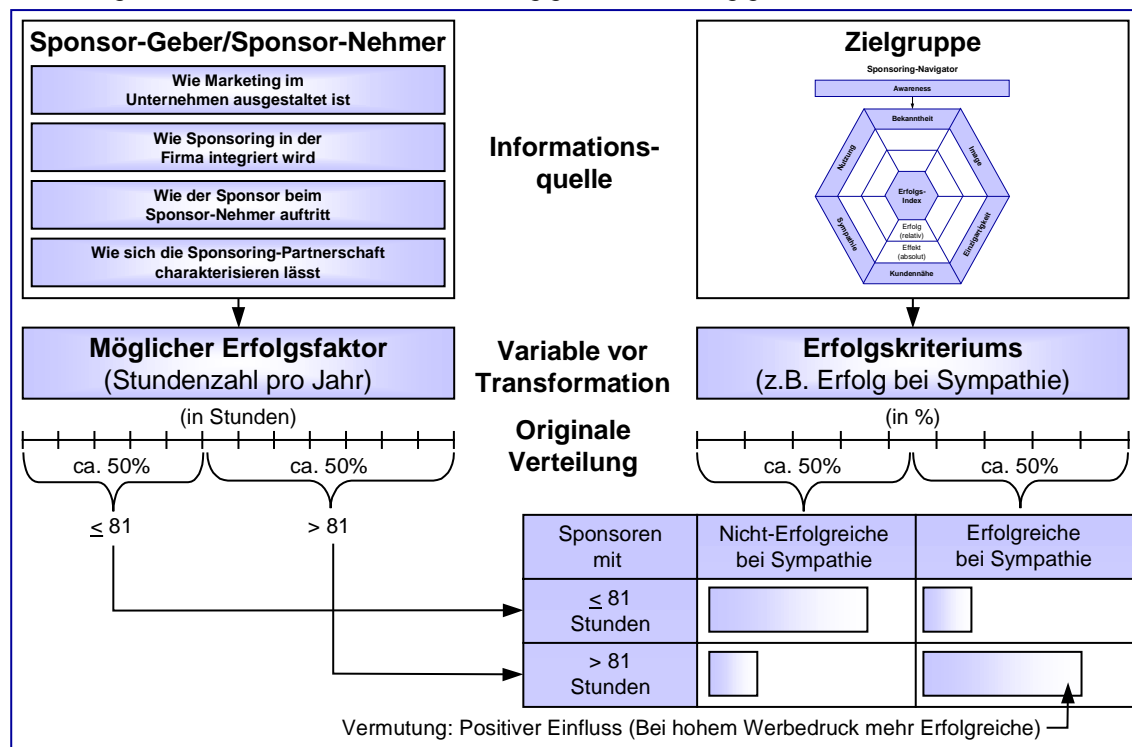 Sponsor-Geber/Sponsor-Nehmer
Wie Marketing im
Unternehmen ausgestaltet ist
Wie Sponsoring in der
Firma integriert wird
Wie der Sponsor beim
Sponsor-Nehmer auftritt
Wie sich die Sponsoring-Partnerschaft
charakterisieren lässt
Informations-
quelle
Zielgruppe
Sponsoring-Navigator
Awareness
Bekanntheit
Nutzung
Image
Erfolgs-
Index
Sympathie
Einzigarrigkeit
Erfolg
(relativ)
Effekt
(absolut)
Kundennähe
Möglicher Erfolgsfaktor
(Stundenzahl pro Jahr)
Variable vor
Transformation
Erfolgskriteriums
(z.B. Erfolg bei Sympathie)
(in Stunden)
Originale
Verteilung
(in %)
ca. 50%
ca. 50%
ca. 50%
ca. 50%
≤ 81
> 81
Sponsoren
mit
Nicht-Erfolgreiche
bei Sympathie
Erfolgreiche
bei Sympathie
≤ 81
Stunden
> 81
Stunden
Vermutung: Positiver Einfluss (Bei hohem Werbedruck mehr Erfolgreiche)